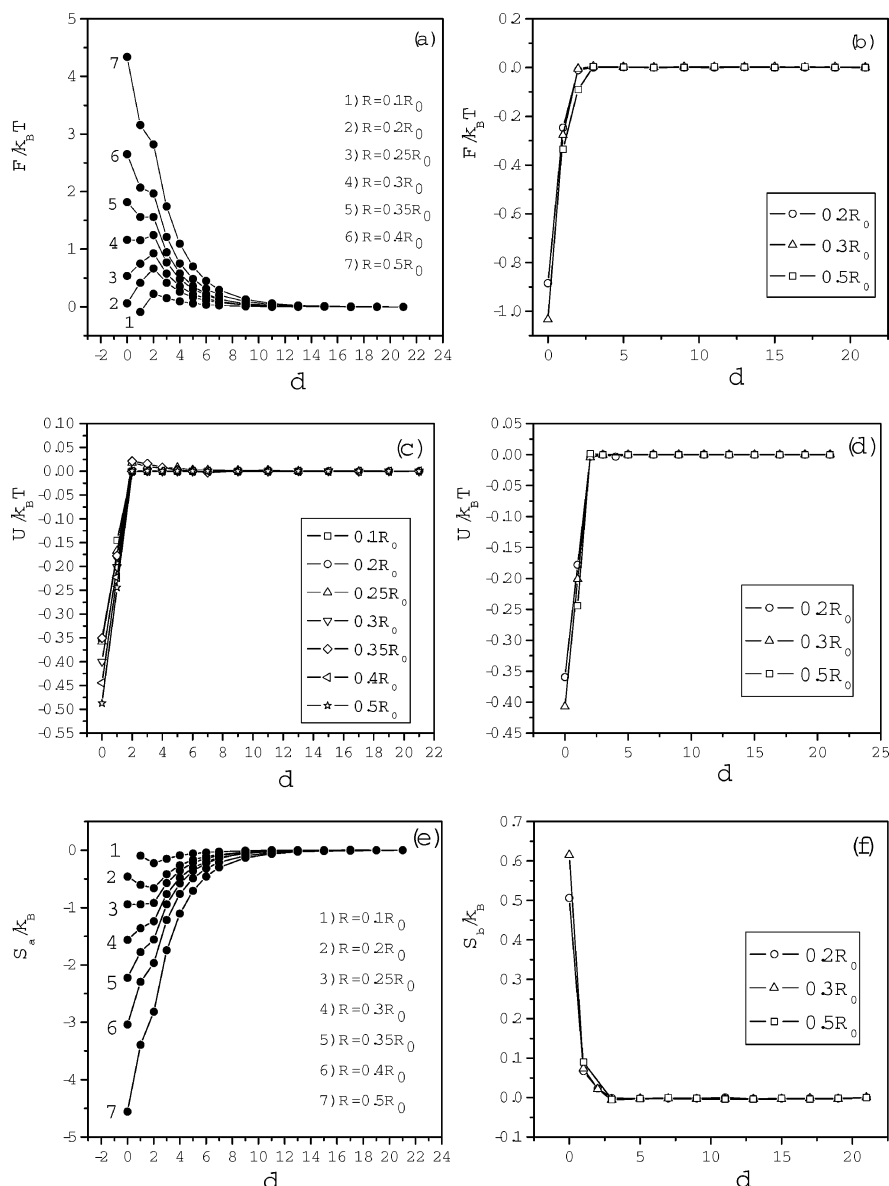 (a)
F/k_B T
5
4
3
2
1
0
7
6
5
4
3
2
1
1)R=0.1R_0
2)R=0.2R_0
3)R=0.25R_0
4)R=0.3R_0
5)R=0.35R_0
6)R=0.4R_0
7)R=0.5R_0
-2 0 2 4 6 8 10 12 14 16 18 20 22 24
d
(b)
F/k_B T
0.2
0.0
-0.2
-0.4
-0.6
-0.8
-1.0
0.2R_0
0.3R_0
0.5R_0
0 5 10 15 20
d
(c)
U/k_B T
0.10
0.05
0.00
-0.05
-0.10
-0.15
-0.20
-0.25
-0.30
-0.35
-0.40
-0.45
-0.50
-0.55
0.1R_0
0.2R_0
0.25R_0
0.3R_0
0.35R_0
0.4R_0
0.5R_0
0 2 4 6 8 10 12 14 16 18 20 22
d
(d)
U/k_B T
0.05
0.00
-0.05
-0.10
-0.15
-0.20
-0.25
-0.30
-0.35
-0.40
-0.45
0.2R_0
0.3R_0
0.5R_0
-5 0 5 10 15 20 25
d
(e)
S_a/k_B
0
-1
-2
-3
-4
-5
1
2
3
4
5
6
7
1)R=0.1R_0
2)R=0.2R_0
3)R=0.25R_0
4)R=0.3R_0
5)R=0.35R_0
6)R=0.4R_0
7)R=0.5R_0
-2 0 2 4 6 8 10 12 14 16 18 20 22 24
d
(f)
S_b/k_B
0.7
0.6
0.5
0.4
0.3
0.2
0.1
0.0
-0.1
0.2R_0
0.3R_0
0.5R_0
0 5 10 15 20
d